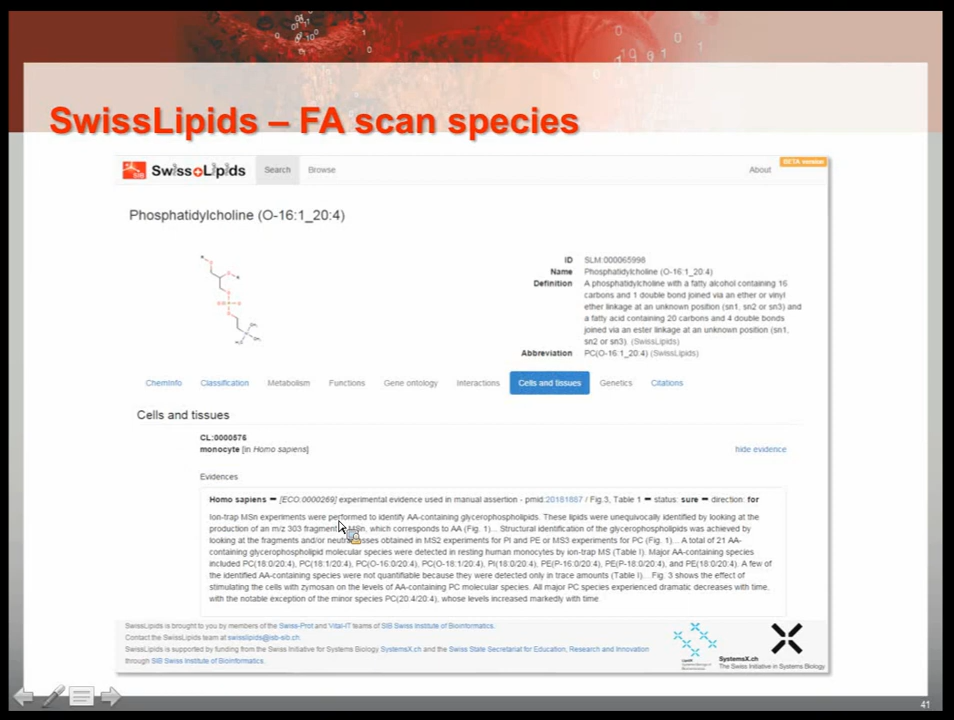 SwissLipids – FA scan species
SwissLipids Search Browse About BETA version
Phosphatidylcholine (O-16:1_20:4)
ID SLM:000065998
Name Phosphatidylcholine (O-16:1_20:4)
Definition A phosphatidylcholine with a fatty alcohol containing 16
carbons and 1 double bond joined via an ether or vinyl
ether linkage at an unknown position (sn1, sn2 or sn3) and
a fatty acid containing 20 carbons and 4 double bonds
joined via an ester linkage at an unknown position (sn1,
sn2 or sn3). (SwissLipids)
Abbreviation PC(O-16:1_20:4) (SwissLipids)
ChemInfo Classification Metabolism Functions Gene ontology Interactions Cells and tissues Genetics Citations
Cells and tissues
CL:0000576
monocyte [in Homo sapiens] hide evidence
Evidences
Homo sapiens – [ECO:0000269] experimental evidence used in manual assertion - pmid:20181887 / Fig.3, Table 1 – status: sure – direction: for
Ion-trap MSn experiments were performed to identify AA-containing glycerophospholipids. These lipids were unequivocally identified by looking at the
production of an m/z 303 fragment MSn, which corresponds to AA (Fig. 1)... Structural identification of the glycerophospholipids was achieved by
looking at the fragments and/or neutral losses obtained in MS2 experiments for PI and PE or MS3 experiments for PC (Fig. 1)... A total of 21 AA-
containing glycerophospholipid molecular species were detected in resting human monocytes by ion-trap MS (Table I). Major AA-containing species
included PC(18:0/20:4), PC(18:1/20:4), PC(O-16:0/20:4), PC(O-18:1/20:4), PI(18:0/20:4), PE(P-16:0/20:4), PE(P-18:0/20:4) and PE(18:0/20:4). A few of
the identified AA-containing species were not quantifiable because they were detected only in trace amounts (Table I)... Fig. 3 shows the effect of
stimulating the cells with zymosan on the levels of AA-containing PC molecular species. All major PC species experienced dramatic decreases with time,
with the notable exception of the minor species PC(20:4/20:4), whose levels increased markedly with time.
SwissLipids is brought to you by members of the Swiss-Prot and Vital-IT teams of SIB Swiss Institute of Bioinformatics.
Contact the SwissLipids team at swisslipids@isb-sib.ch
SwissLipids is supported by funding from the Swiss Initiative for Systems Biology SystemsX.ch and the Swiss State Secretariat for Education, Research and Innovation
through SIB Swiss Institute of Bioinformatics.
SystemsX.ch
The Swiss Initiative in Systems Biology
41